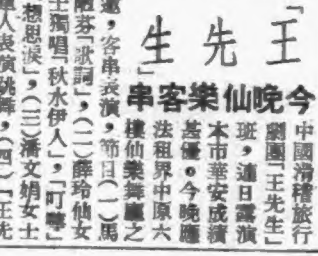 「王先生」
今晚仙樂客串
中國滑稽旅行
劇團「王先生」
班，連日露演
本市華安成績
甚優。今晚應
法租界中原六
樓仙樂舞廳之
邀，客串表演，節目（一）馬
陋芬「歌詞」，（二）薛玲仙女
士獨唱「秋水伊人」，「叮嚀」
「想思淚」，（三）潘文娟女士
人表演跳舞，（四）「王先